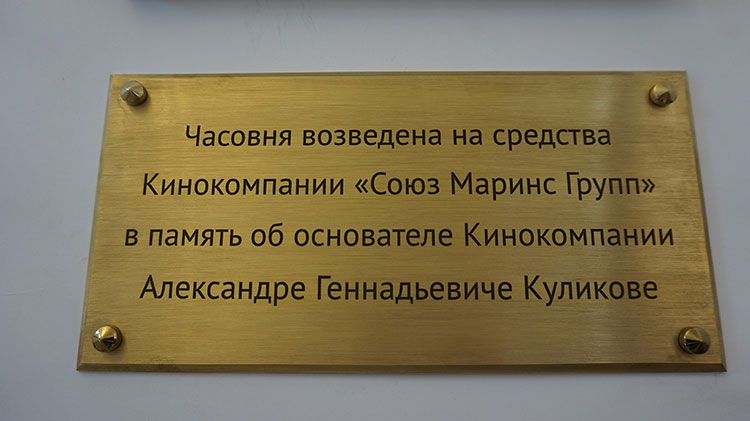 Часовня возведена на средства
Кинокомпании «Союз Маринс Групп»
в память об основателе Кинокомпании
Александре Геннадьевиче Куликове